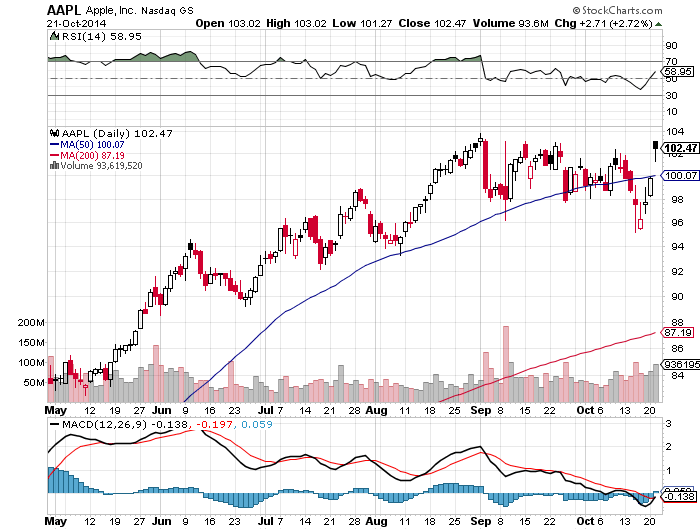 AAPL Apple, Inc. Nasdaq GS © StockCharts.com
21-Oct-2014 Open 103.02 High 103.02 Low 101.27 Close 102.47 Volume 93.6M Chg +2.71 (+2.72%)
RSI(14) 58.95
90
70
58.95
50
30
10
AAPL (Daily) 102.47
MA(50) 100.07
MA(200) 87.19
Volume 93,619,520
104
102.47
100.07
98
96
94
92
90
88
87.19
86
93619520
84
200M
150M
100M
50M
May 12 19 27 Jun 9 16 23 Jul 7 14 21 28 Aug 11 18 25 Sep 8 15 22 Oct 6 13 20
MACD(12,26,9) -0.138, -0.197, 0.059
3
2
1
-0.138
May 12 19 27 Jun 9 16 23 Jul 7 14 21 28 Aug 11 18 25 Sep 8 15 22 Oct 6 13 20